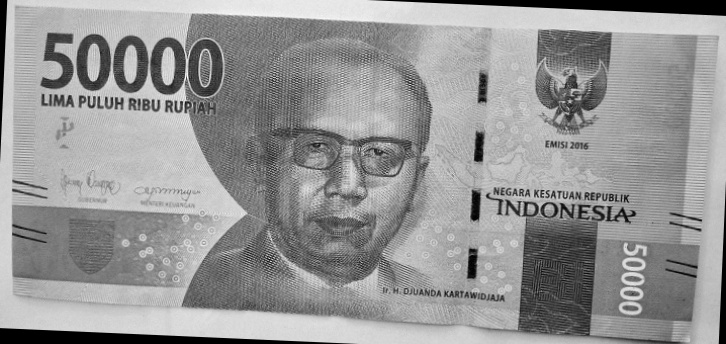 50000
LIMA PULUH RIBU RUPIAH
EMISI 2016
GUBERNUR
MENTERI KEUANGAN
NEGARA KESATUAN REPUBLIK
INDONESIA
50000
Ir. H. DJUANDA KARTAWIDJAJA